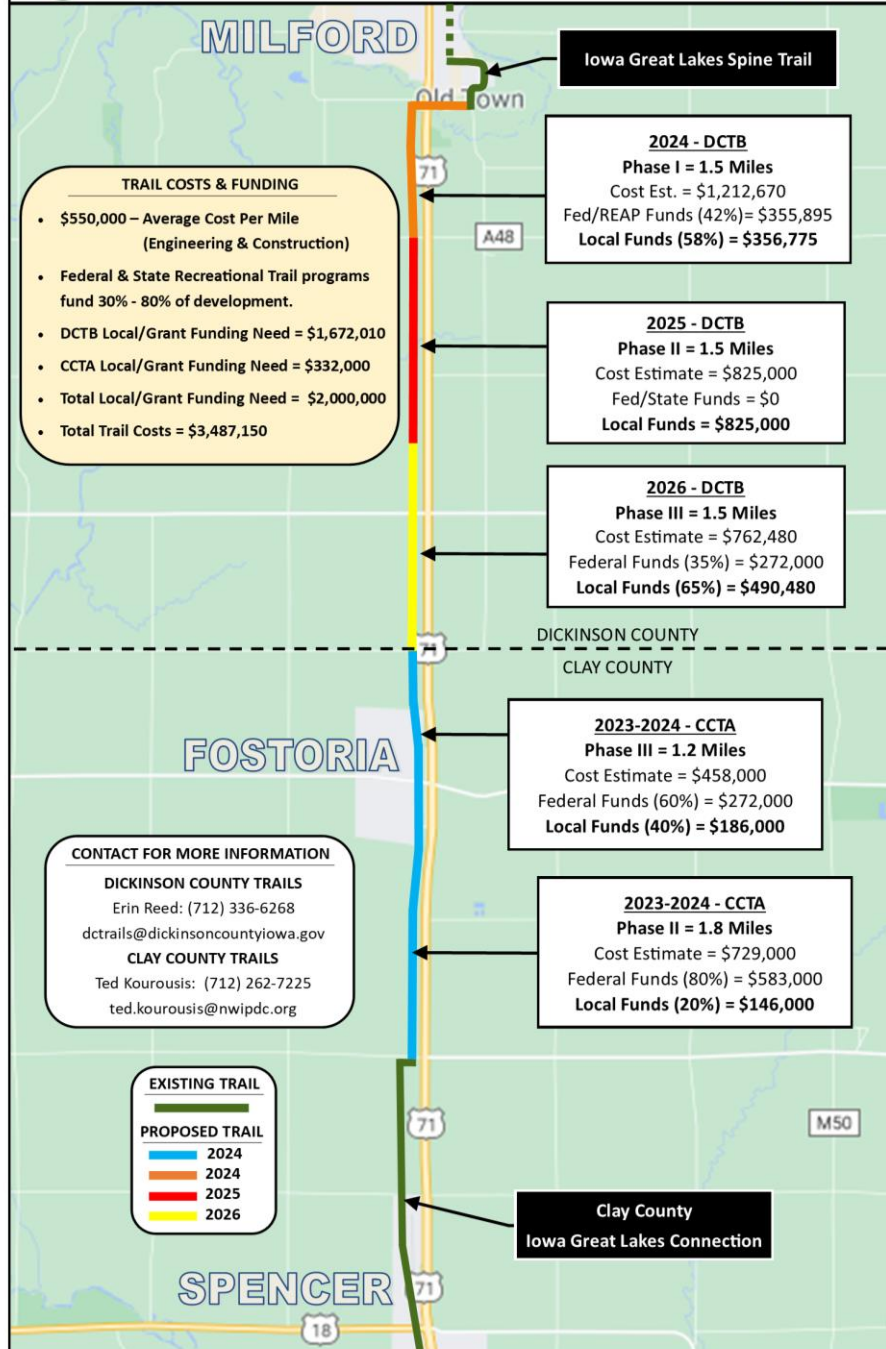 MILFORD
Iowa Great Lakes Spine Trail
Old Town
71
A48
2024 - DCTB
Phase I = 1.5 Miles
Cost Est. = $1,212,670
Fed/REAP Funds (42%)= $355,895
Local Funds (58%) = $356,775
TRAIL COSTS & FUNDING
• $550,000 – Average Cost Per Mile
(Engineering & Construction)
• Federal & State Recreational Trail programs
fund 30% - 80% of development.
• DCTB Local/Grant Funding Need = $1,672,010
• CCTA Local/Grant Funding Need = $332,000
• Total Local/Grant Funding Need = $2,000,000
• Total Trail Costs = $3,487,150
2025 - DCTB
Phase II = 1.5 Miles
Cost Estimate = $825,000
Fed/State Funds = $0
Local Funds = $825,000
2026 - DCTB
Phase III = 1.5 Miles
Cost Estimate = $762,480
Federal Funds (35%) = $272,000
Local Funds (65%) = $490,480
DICKINSON COUNTY
71
CLAY COUNTY
FOSTORIA
2023-2024 - CCTA
Phase III = 1.2 Miles
Cost Estimate = $458,000
Federal Funds (60%) = $272,000
Local Funds (40%) = $186,000
CONTACT FOR MORE INFORMATION
DICKINSON COUNTY TRAILS
Erin Reed: (712) 336-6268
dctrails@dickinsoncountyiowa.gov
CLAY COUNTY TRAILS
Ted Kourousis: (712) 262-7225
ted.kourousis@nwipdc.org
2023-2024 - CCTA
Phase II = 1.8 Miles
Cost Estimate = $729,000
Federal Funds (80%) = $583,000
Local Funds (20%) = $146,000
EXISTING TRAIL
PROPOSED TRAIL
2024
2024
2025
2026
71
M50
Clay County
Iowa Great Lakes Connection
SPENCER
71
18